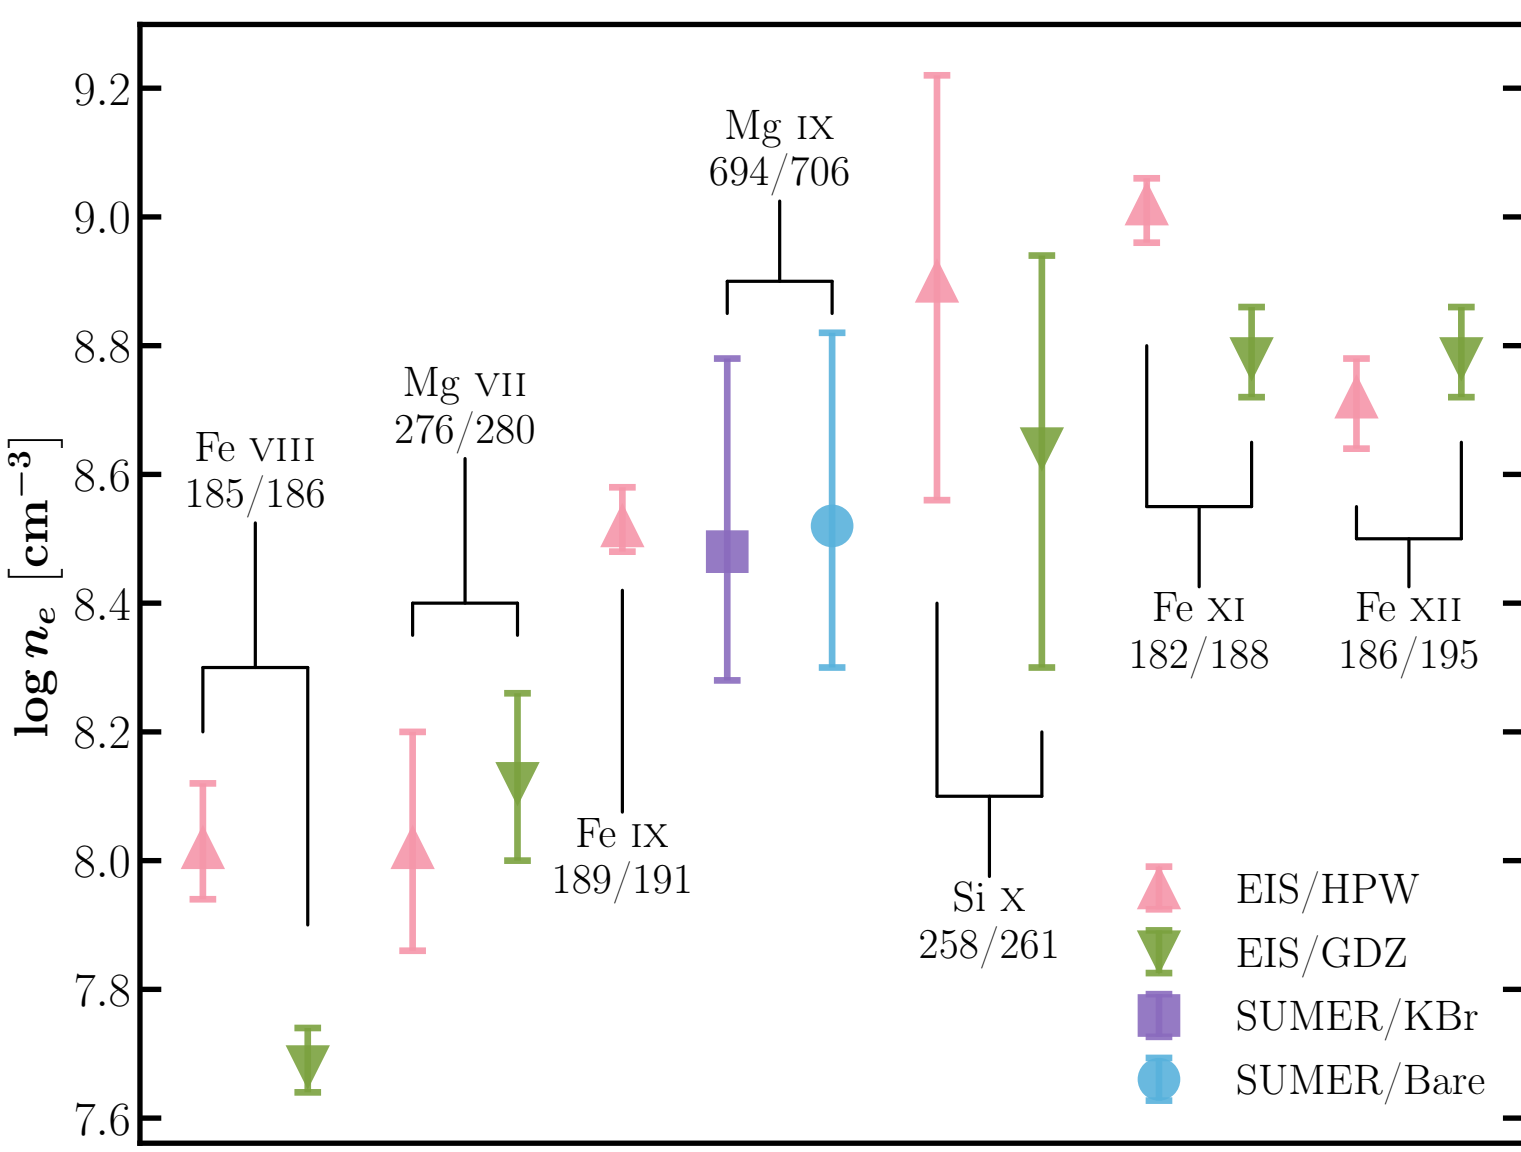 log n_e [cm^−3]
9.2
9.0
8.8
8.6
8.4
8.2
8.0
7.8
7.6
Fe VIII
185/186
Mg VII
276/280
Fe IX
189/191
Mg IX
694/706
Si X
258/261
Fe XI
182/188
Fe XII
186/195
EIS/HPW
EIS/GDZ
SUMER/KBr
SUMER/Bare